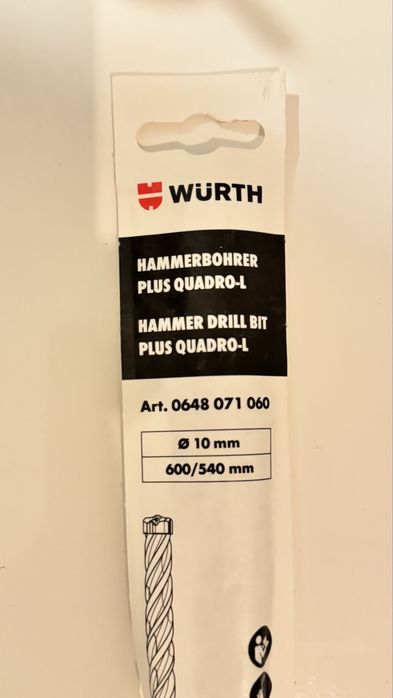 WÜRTH
HAMMERBOHRER
PLUS QUADRO-L
HAMMER DRILL BIT
PLUS QUADRO-L
Art. 0648 071 060
Ø 10 mm
600/540 mm